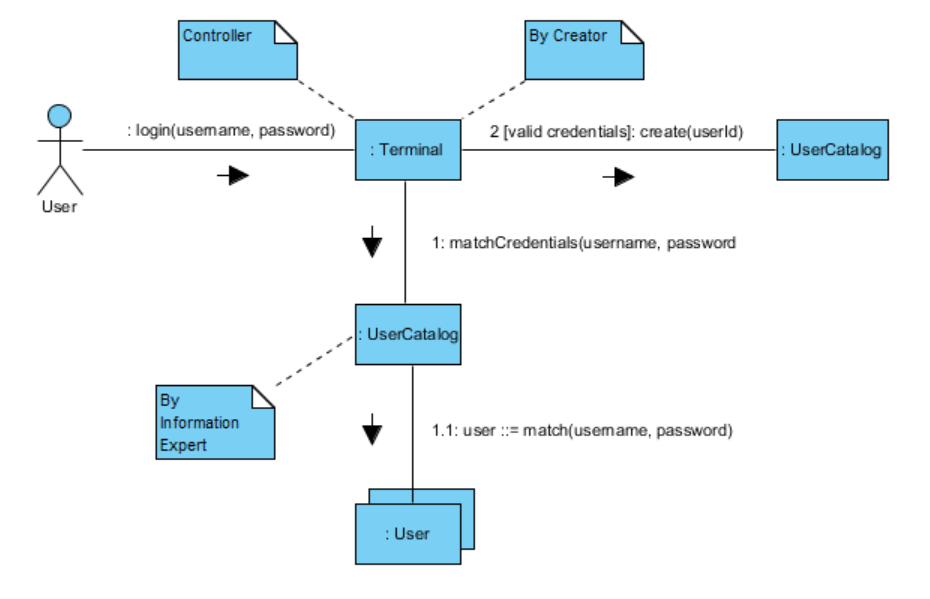 Controller
By Creator
: login(username, password)
2 [valid credentials]: create(userId)
: Terminal
: UserCatalog
User
1: matchCredentials(username, password
: UserCatalog
By
Information
Expert
1.1: user ::= match(username, password)
: User